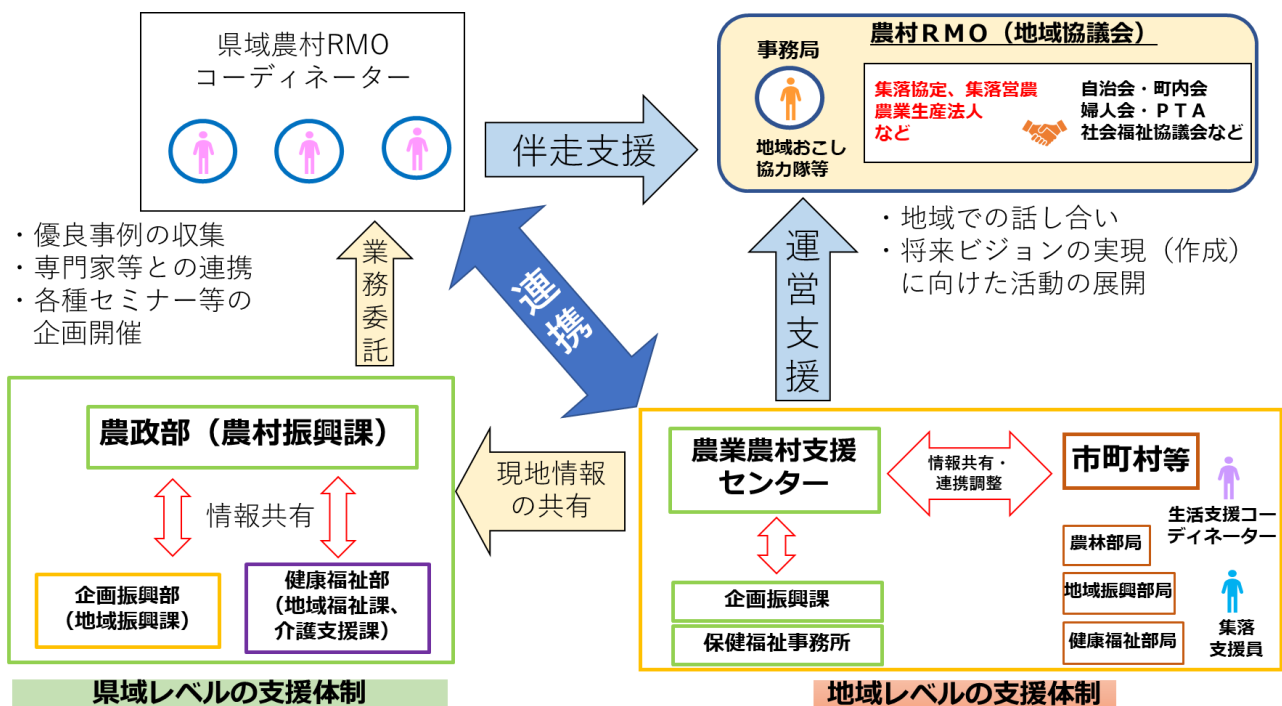 県域農村RMO
コーディネーター
伴走支援
農村ＲＭＯ（地域協議会）
事務局
地域おこし
協力隊等
集落協定、集落営農
農業生産法人
など
自治会・町内会
婦人会・ＰＴＡ
社会福祉協議会など
・優良事例の収集
・専門家等との連携
・各種セミナー等の
企画開催
業務委託
連携
運営支援
・地域での話し合い
・将来ビジョンの実現（作成）
に向けた活動の展開
農政部（農村振興課）
情報共有
企画振興部
（地域振興課）
健康福祉部
（地域福祉課、
介護支援課）
現地情報
の共有
農業農村支援
センター
情報共有・
連携調整
市町村等
生活支援コー
ディネーター
企画振興課
保健福祉事務所
農林部局
地域振興部局
健康福祉部局
集落
支援員
県域レベルの支援体制
地域レベルの支援体制